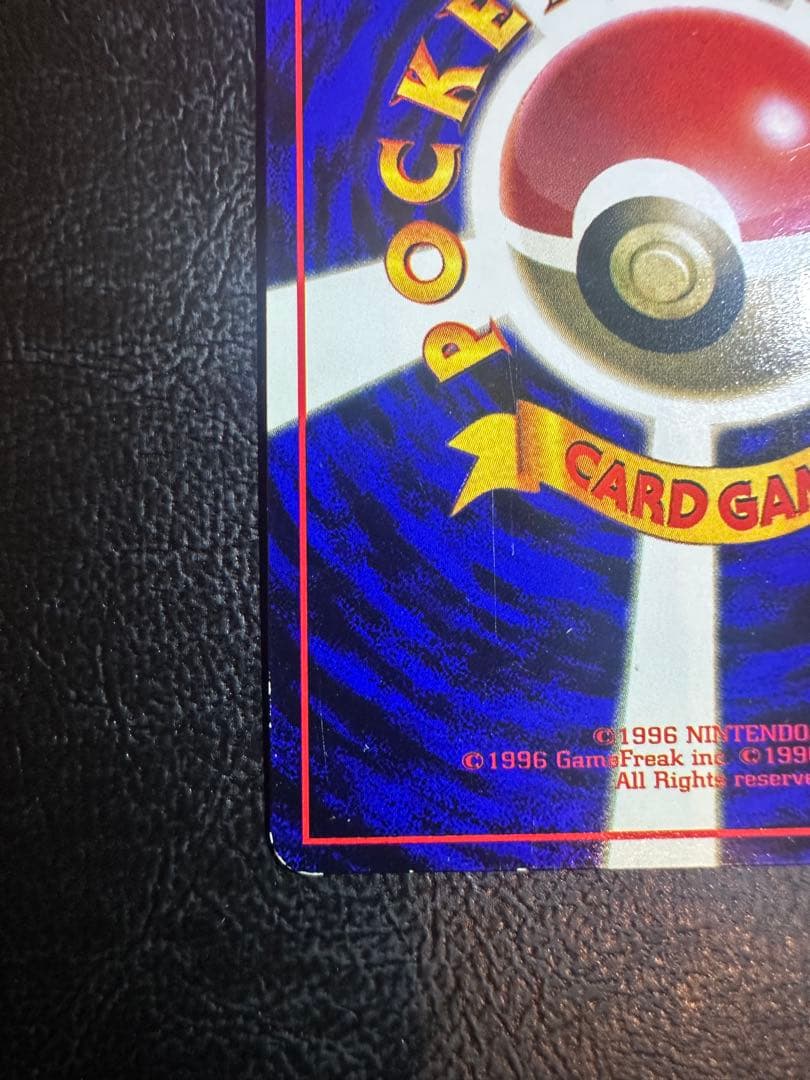 POCKE
CARD GAM
©1996 NINTENDO
©1996 GameFreak inc. ©199
All Rights reserve